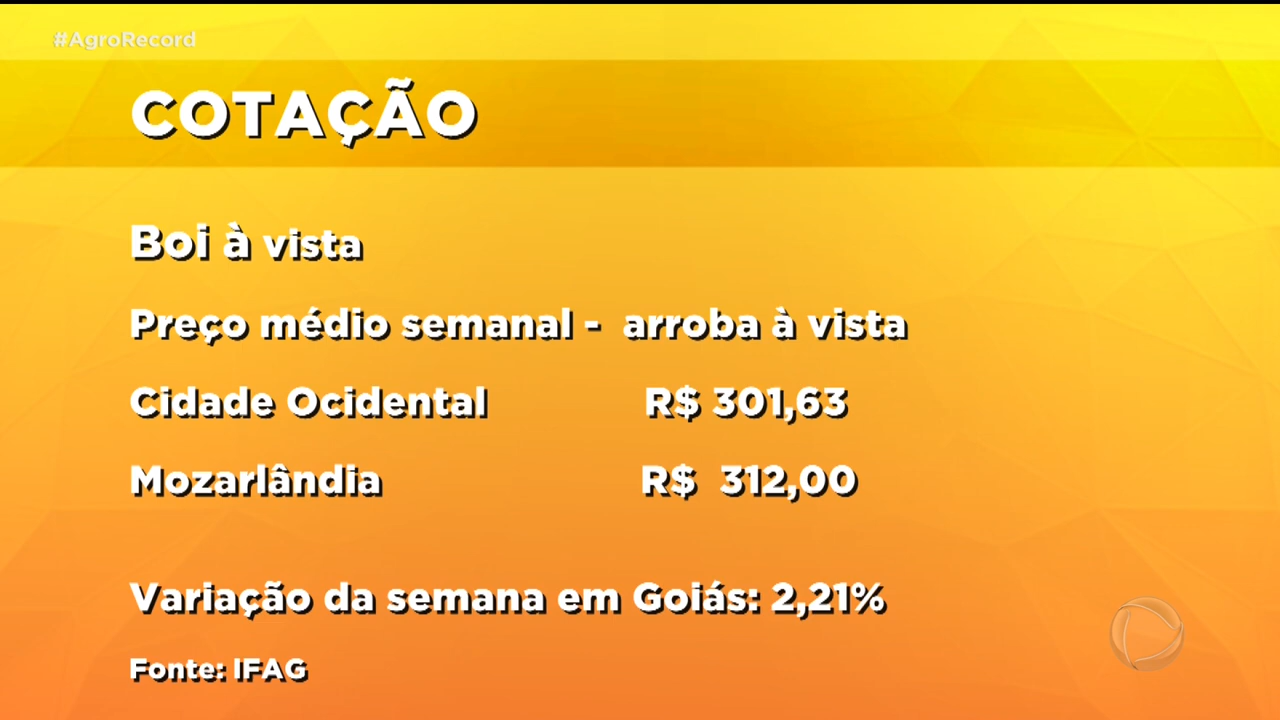 #AgroRecord
COTAÇÃO
Boi à vista
Preço médio semanal - arroba à vista
Cidade Ocidental R$ 301,63
Mozarlândia R$ 312,00
Variação da semana em Goiás: 2,21%
Fonte: IFAG